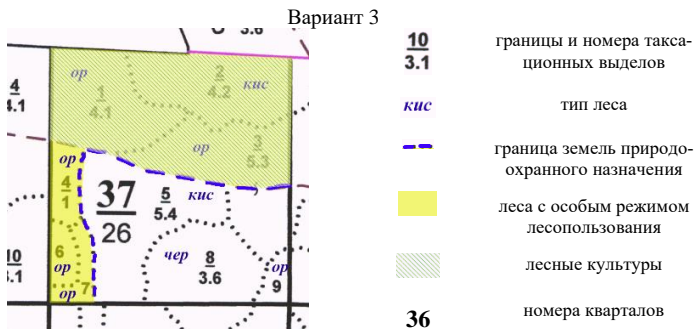 Вариант 3
3.6
ор
2
4.2
кис
1
4.1
4
4.1
ор
3
5.3
ор
4
1
37
26
5
5.4
кис
7
чер
8
3.6
6
ор
ор
9
10
3.1
ор
7
10
3.1
границы и номера такса-
ционных выделов
кис
тип леса
граница земель природо-
охранного назначения
леса с особым режимом
лесопользования
лесные культуры
36
номера кварталов